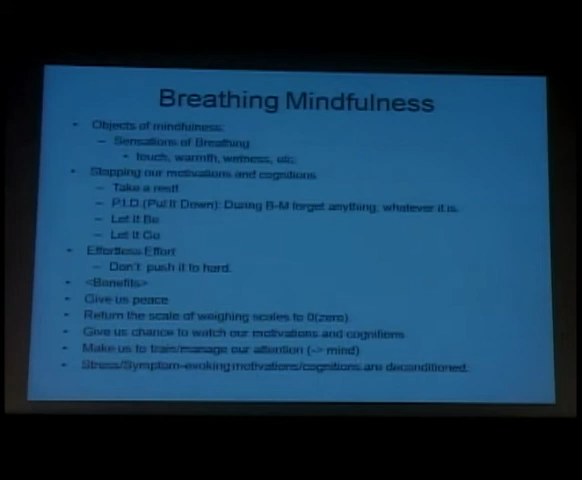 Breathing Mindfulness
• Objects of mindfulness:
– Sensations of Breathing
• touch, warmth, wetness, etc.
• Stopping our motivations and cognitions
– Take a rest!
– P.I.D.(Put It Down): During B-M forget anything, whatever it is.
– Let It Be
– Let It Go
• Effortless Effort
– Don't push it to hard.
• <Benefits>
• Give us peace
• Return the scale of weighing scales to 0(zero).
• Give us chance to watch our motivations and cognitions
• Make us to train/manage our attention (-> mind)
• Stress/Symptom-evoking motivations/cognitions are deconditioned.